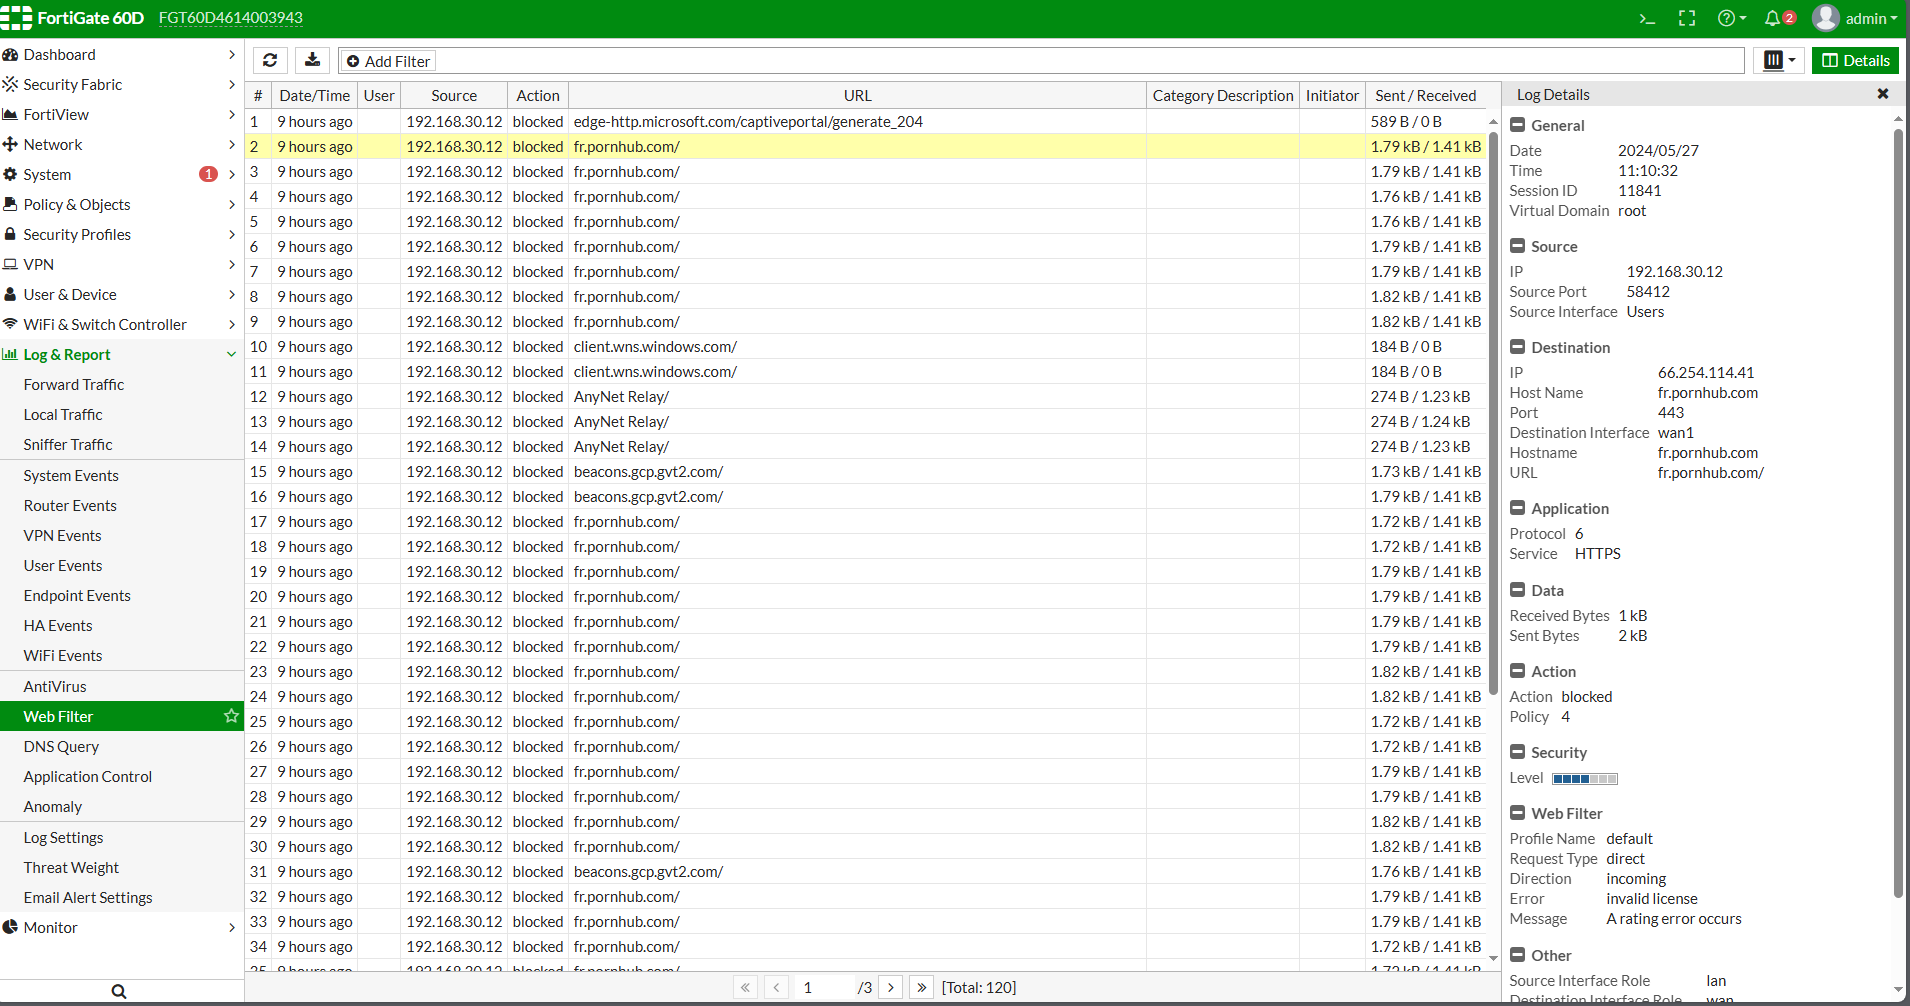 FortiGate 60D FGT60D4614003943
2
admin
Dashboard
Security Fabric
FortiView
Network
System 1
Policy & Objects
Security Profiles
VPN
User & Device
WiFi & Switch Controller
Log & Report
Forward Traffic
Local Traffic
Sniffer Traffic
System Events
Router Events
VPN Events
User Events
Endpoint Events
HA Events
WiFi Events
AntiVirus
Web Filter
DNS Query
Application Control
Anomaly
Log Settings
Threat Weight
Email Alert Settings
Monitor
Add Filter
Details
# Date/Time User Source Action URL Category Description Initiator Sent / Received
1 9 hours ago 192.168.30.12 blocked edge-http.microsoft.com/captiveportal/generate_204 589 B / 0 B
2 9 hours ago 192.168.30.12 blocked fr.pornhub.com/ 1.79 kB / 1.41 kB
3 9 hours ago 192.168.30.12 blocked fr.pornhub.com/ 1.79 kB / 1.41 kB
4 9 hours ago 192.168.30.12 blocked fr.pornhub.com/ 1.76 kB / 1.41 kB
5 9 hours ago 192.168.30.12 blocked fr.pornhub.com/ 1.76 kB / 1.41 kB
6 9 hours ago 192.168.30.12 blocked fr.pornhub.com/ 1.79 kB / 1.41 kB
7 9 hours ago 192.168.30.12 blocked fr.pornhub.com/ 1.79 kB / 1.41 kB
8 9 hours ago 192.168.30.12 blocked fr.pornhub.com/ 1.82 kB / 1.41 kB
9 9 hours ago 192.168.30.12 blocked fr.pornhub.com/ 1.82 kB / 1.41 kB
10 9 hours ago 192.168.30.12 blocked client.wns.windows.com/ 184 B / 0 B
11 9 hours ago 192.168.30.12 blocked client.wns.windows.com/ 184 B / 0 B
12 9 hours ago 192.168.30.12 blocked AnyNet Relay/ 274 B / 1.23 kB
13 9 hours ago 192.168.30.12 blocked AnyNet Relay/ 274 B / 1.24 kB
14 9 hours ago 192.168.30.12 blocked AnyNet Relay/ 274 B / 1.23 kB
15 9 hours ago 192.168.30.12 blocked beacons.gcp.gvt2.com/ 1.73 kB / 1.41 kB
16 9 hours ago 192.168.30.12 blocked beacons.gcp.gvt2.com/ 1.79 kB / 1.41 kB
17 9 hours ago 192.168.30.12 blocked fr.pornhub.com/ 1.72 kB / 1.41 kB
18 9 hours ago 192.168.30.12 blocked fr.pornhub.com/ 1.72 kB / 1.41 kB
19 9 hours ago 192.168.30.12 blocked fr.pornhub.com/ 1.79 kB / 1.41 kB
20 9 hours ago 192.168.30.12 blocked fr.pornhub.com/ 1.79 kB / 1.41 kB
21 9 hours ago 192.168.30.12 blocked fr.pornhub.com/ 1.79 kB / 1.41 kB
22 9 hours ago 192.168.30.12 blocked fr.pornhub.com/ 1.79 kB / 1.41 kB
23 9 hours ago 192.168.30.12 blocked fr.pornhub.com/ 1.82 kB / 1.41 kB
24 9 hours ago 192.168.30.12 blocked fr.pornhub.com/ 1.82 kB / 1.41 kB
25 9 hours ago 192.168.30.12 blocked fr.pornhub.com/ 1.72 kB / 1.41 kB
26 9 hours ago 192.168.30.12 blocked fr.pornhub.com/ 1.72 kB / 1.41 kB
27 9 hours ago 192.168.30.12 blocked fr.pornhub.com/ 1.79 kB / 1.41 kB
28 9 hours ago 192.168.30.12 blocked fr.pornhub.com/ 1.79 kB / 1.41 kB
29 9 hours ago 192.168.30.12 blocked fr.pornhub.com/ 1.82 kB / 1.41 kB
30 9 hours ago 192.168.30.12 blocked fr.pornhub.com/ 1.82 kB / 1.41 kB
31 9 hours ago 192.168.30.12 blocked beacons.gcp.gvt2.com/ 1.76 kB / 1.41 kB
32 9 hours ago 192.168.30.12 blocked fr.pornhub.com/ 1.79 kB / 1.41 kB
33 9 hours ago 192.168.30.12 blocked fr.pornhub.com/ 1.79 kB / 1.41 kB
34 9 hours ago 192.168.30.12 blocked fr.pornhub.com/ 1.72 kB / 1.41 kB
35 9 hours ago 192.168.30.12 blocked fr.pornhub.com/ 1.72 kB / 1.41 kB
1 /3 [Total: 120]
Log Details
General
Date 2024/05/27
Time 11:10:32
Session ID 11841
Virtual Domain root
Source
IP 192.168.30.12
Source Port 58412
Source Interface Users
Destination
IP 66.254.114.41
Host Name fr.pornhub.com
Port 443
Destination Interface wan1
Hostname fr.pornhub.com
URL fr.pornhub.com/
Application
Protocol 6
Service HTTPS
Data
Received Bytes 1 kB
Sent Bytes 2 kB
Action
Action blocked
Policy 4
Security
Level
Web Filter
Profile Name default
Request Type direct
Direction incoming
Error invalid license
Message A rating error occurs
Other
Source Interface Role lan
Destination Interface Role wan